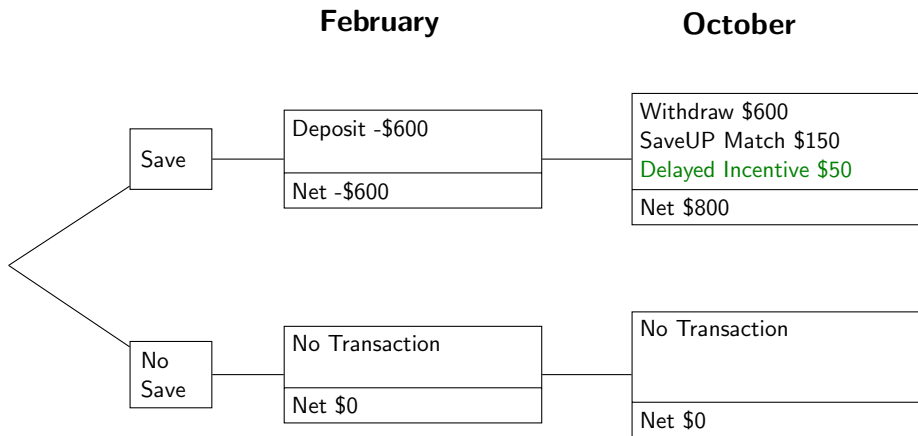 February
October
Save
Deposit -$600
Net -$600
Withdraw $600
SaveUP Match $150
Delayed Incentive $50
Net $800
No
Save
No Transaction
Net $0
No Transaction
Net $0